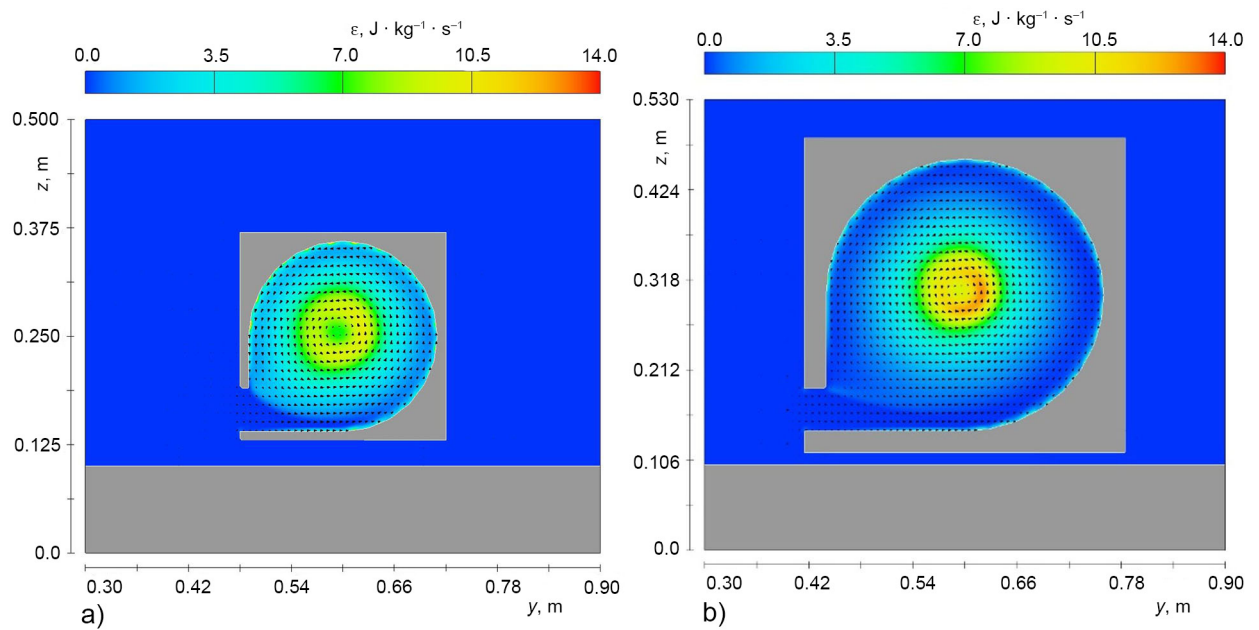 ε, J · kg⁻¹ · s⁻¹
0.0 3.5 7.0 10.5 14.0
0.500
z, m
0.375
0.250
0.125
0.0
0.30 0.42 0.54 0.66 0.78 0.90
y, m
a)
ε, J · kg⁻¹ · s⁻¹
0.0 3.5 7.0 10.5 14.0
0.530
z, m
0.424
0.318
0.212
0.106
0.0
0.30 0.42 0.54 0.66 0.78 0.90
y, m
b)